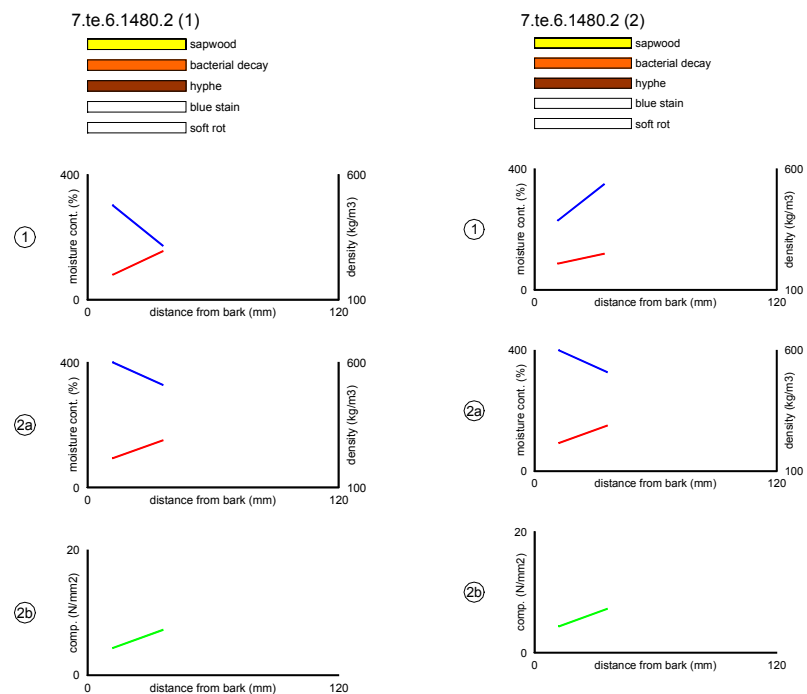 7.te.6.1480.2 (1)
sapwood
bacterial decay
hyphe
blue stain
soft rot
1
400
moisture cont. (%)
0
600
density (kg/m3)
100
0
distance from bark (mm)
120
2a
400
moisture cont. (%)
0
600
density (kg/m3)
100
0
distance from bark (mm)
120
2b
20
comp. (N/mm2)
0
0
distance from bark (mm)
120
7.te.6.1480.2 (2)
sapwood
bacterial decay
hyphe
blue stain
soft rot
1
400
moisture cont. (%)
0
600
density (kg/m3)
100
0
distance from bark (mm)
120
2a
400
moisture cont. (%)
0
600
density (kg/m3)
100
0
distance from bark (mm)
120
2b
20
comp. (N/mm2)
0
0
distance from bark (mm)
120